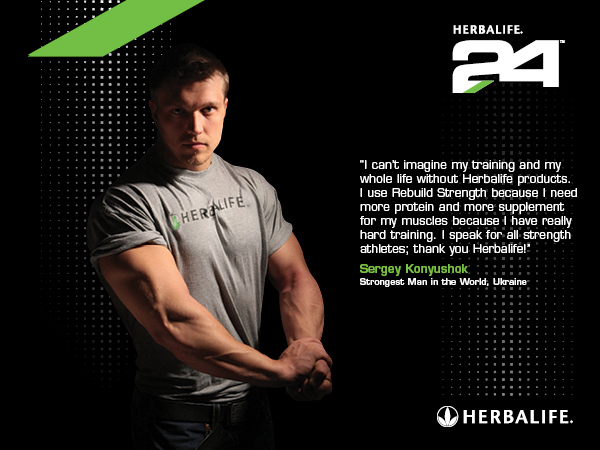 HERBALIFE.
24™
HERBALIFE.
"I can't imagine my training and my
whole life without Herbalife products.
I use Rebuild Strength because I need
more protein and more supplement
for my muscles because I have really
hard training. I speak for all strength
athletes; thank you Herbalife!"
Sergey Konyushok
Strongest Man in the World, Ukraine
HERBALIFE.